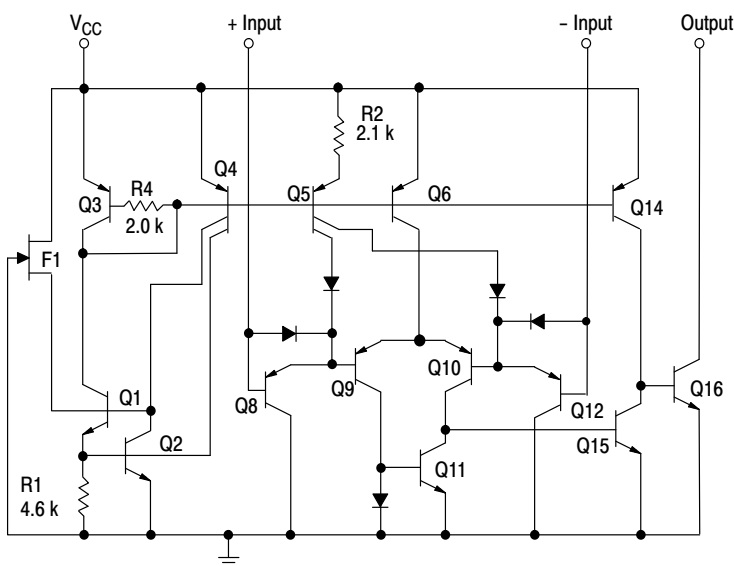 VCC
+ Input
– Input
Output
R2
2.1 k
Q4
Q3
R4
2.0 k
Q5
Q6
Q14
F1
Q1
Q8
Q9
Q10
Q12
Q16
Q2
Q11
Q15
R1
4.6 k